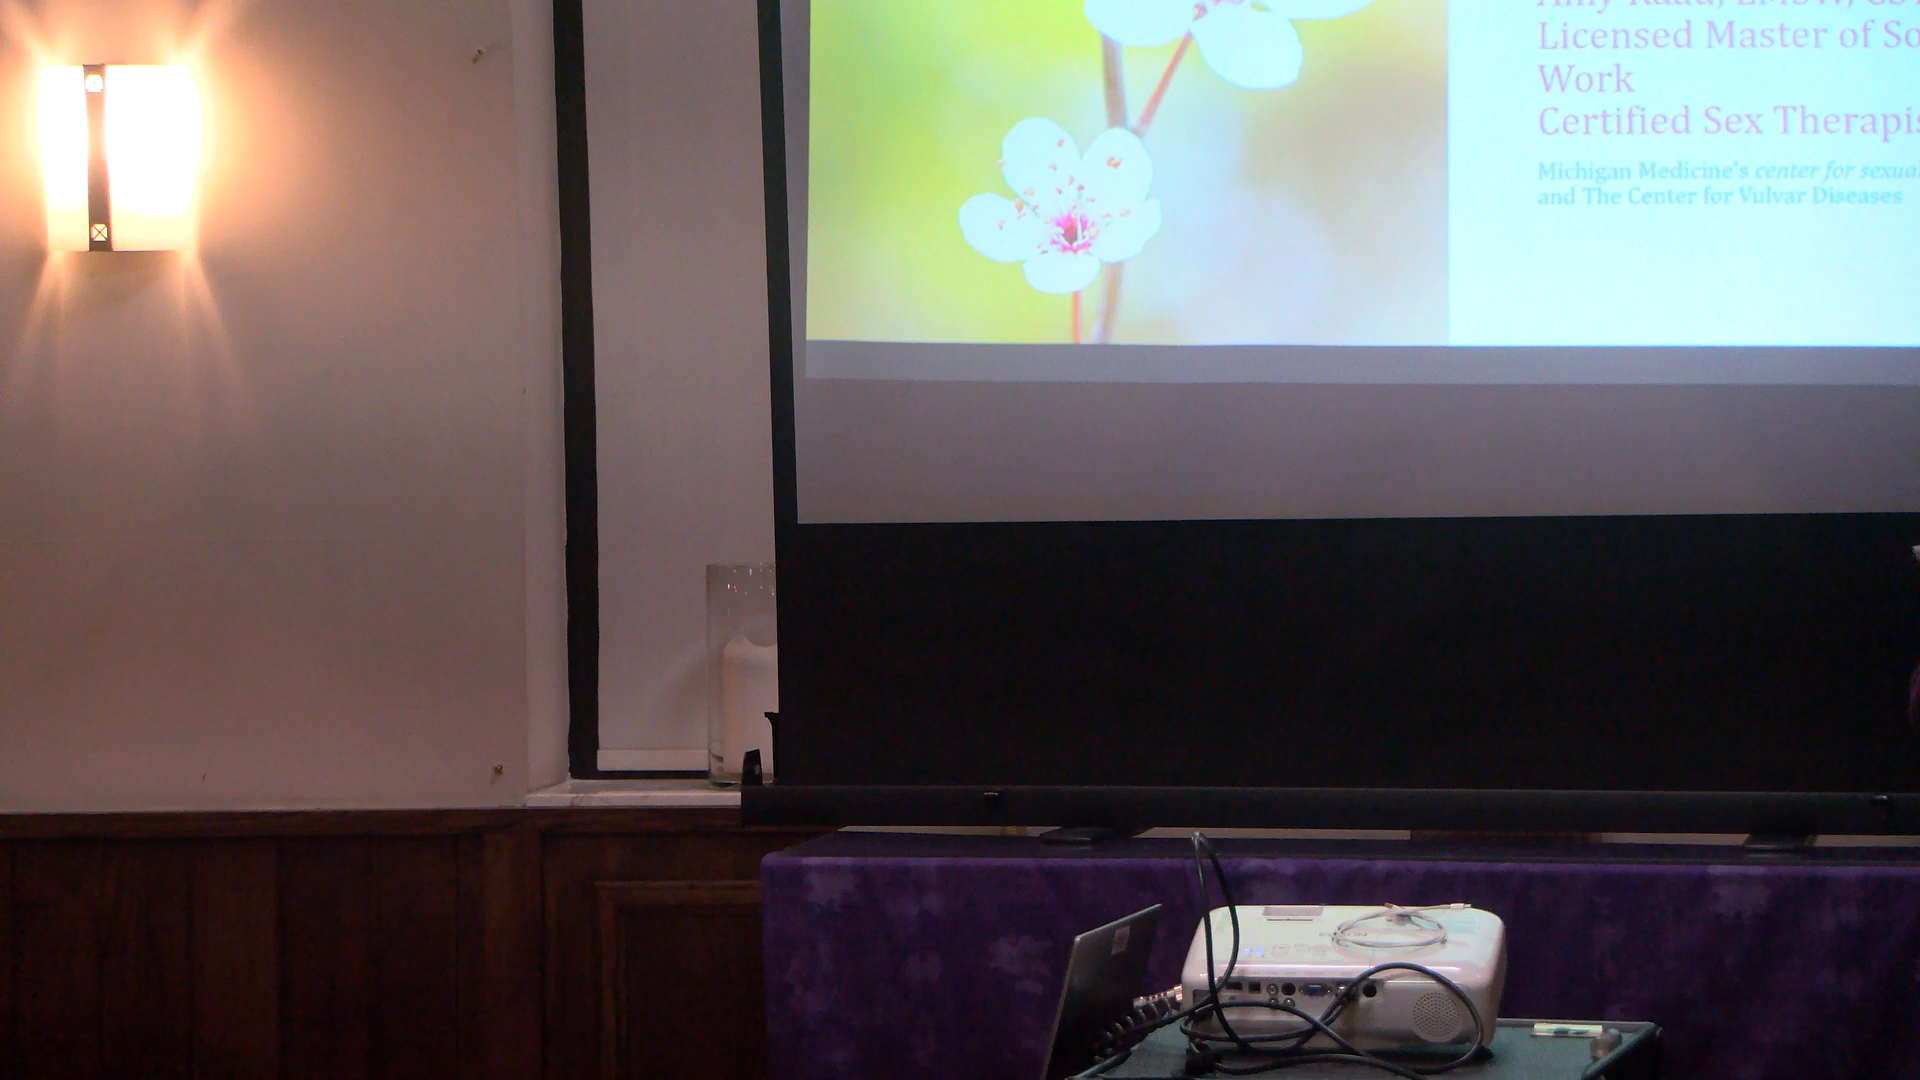 Licensed Master of So
Work
Certified Sex Therapis
Michigan Medicine's center for sexua
and The Center for Vulvar Diseases